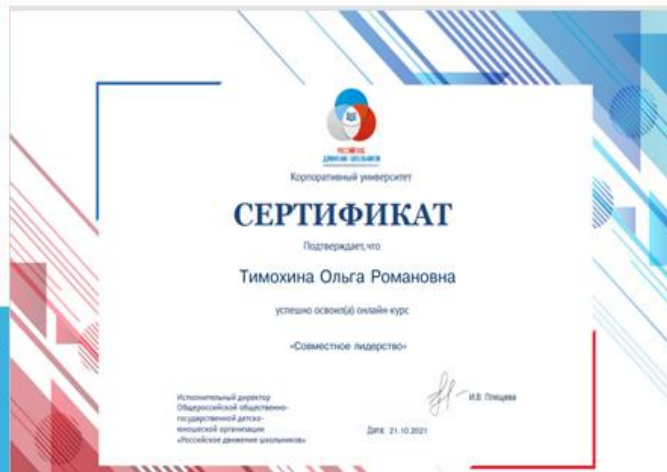 РОССИЙСКОЕ
ДВИЖЕНИЕ ШКОЛЬНИКОВ
Корпоративный университет
СЕРТИФИКАТ
Подтверждает, что
Тимохина Ольга Романовна
успешно освоил(а) онлайн-курс
«Совместное лидерство»
Исполнительный директор
Общероссийской общественно-
государственной детско-
юношеской организации
«Российское движение школьников»
Дата: 21.10.2021
И.В. Плещева